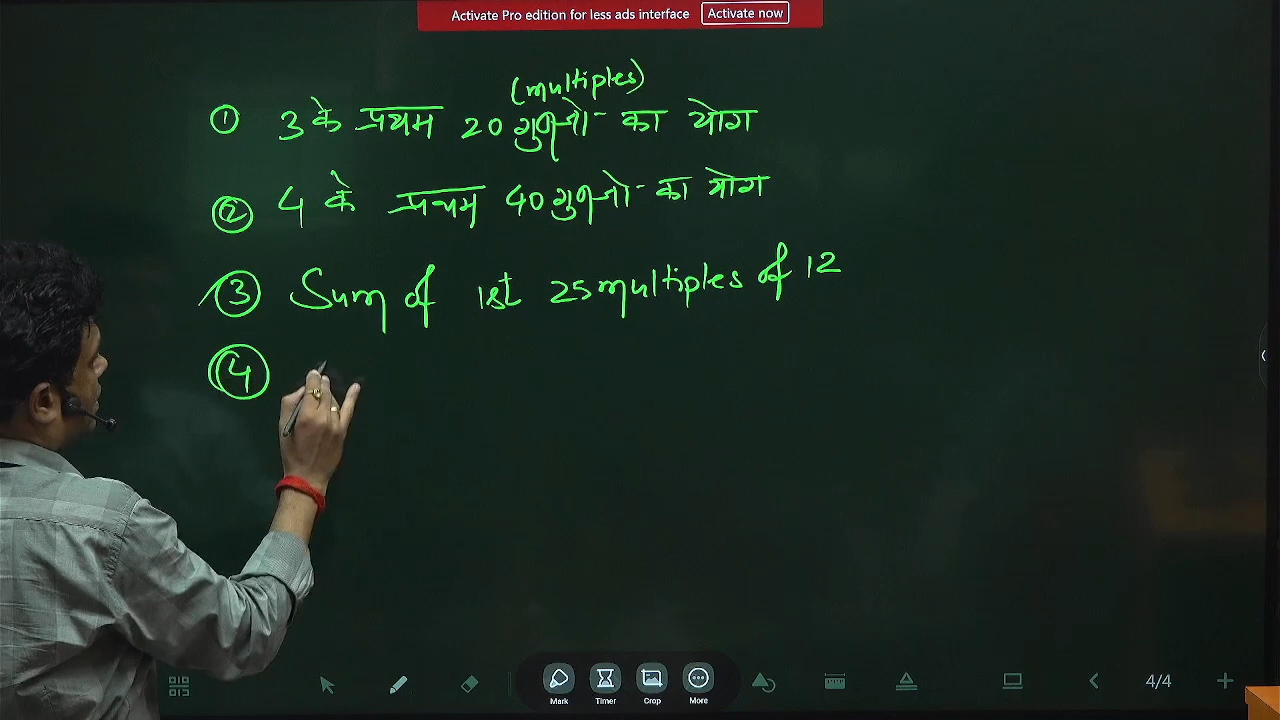 Activate Pro edition for less ads interface Activate now
(multiples)
① 3 के प्रथम 20 गुणजो का योग
② 4 के प्रथम 40 गुणजो का योग
③ Sum of 1st 25 multiples of 12
④
Mark Timer Crop More
4/4